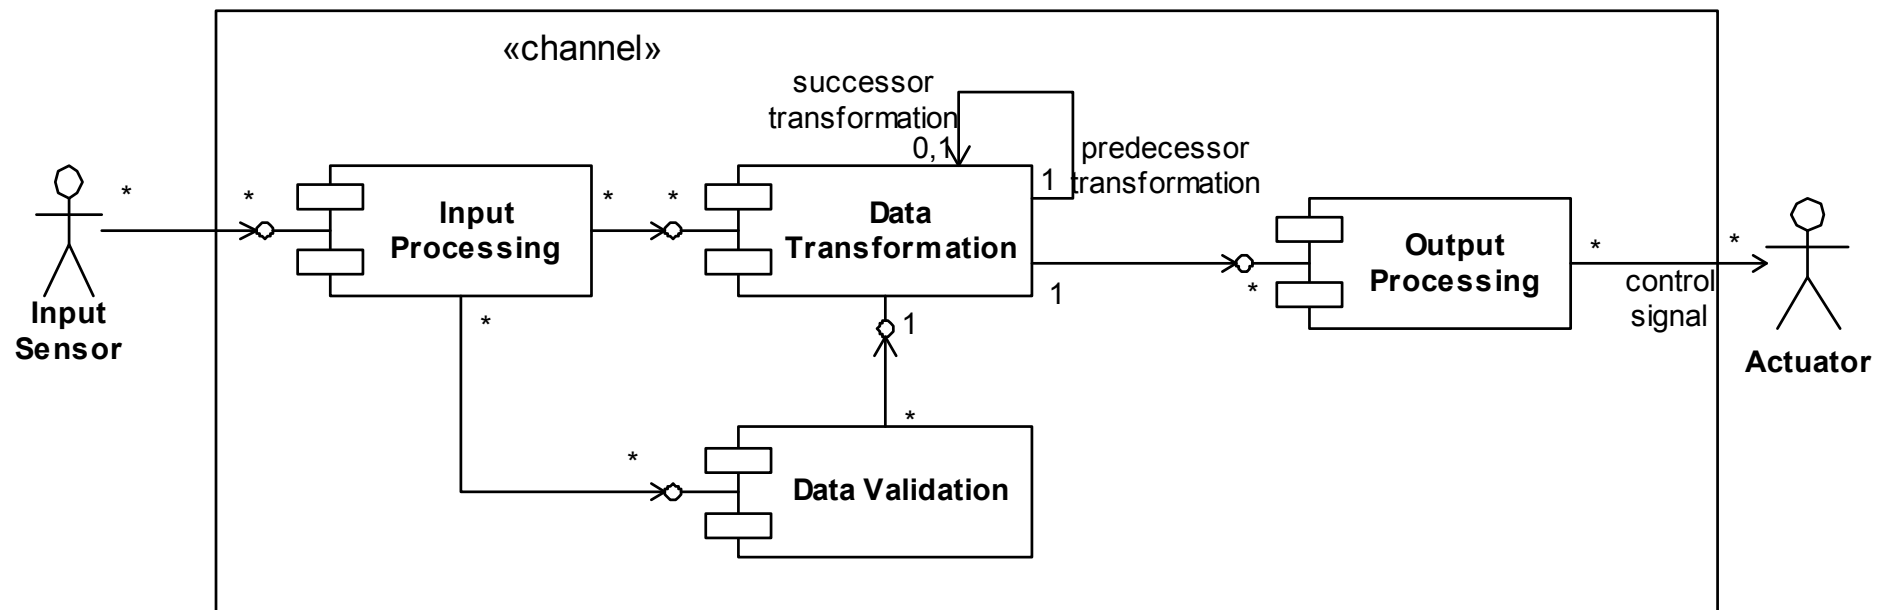 «channel»
successor
transformation
0,1
predecessor
transformation
1
*
*
Input
Sensor
Input
Processing
*
*
Data
Transformation
1
*
Output
Processing
*
*
control
signal
Actuator
*
*
1
*
Data Validation